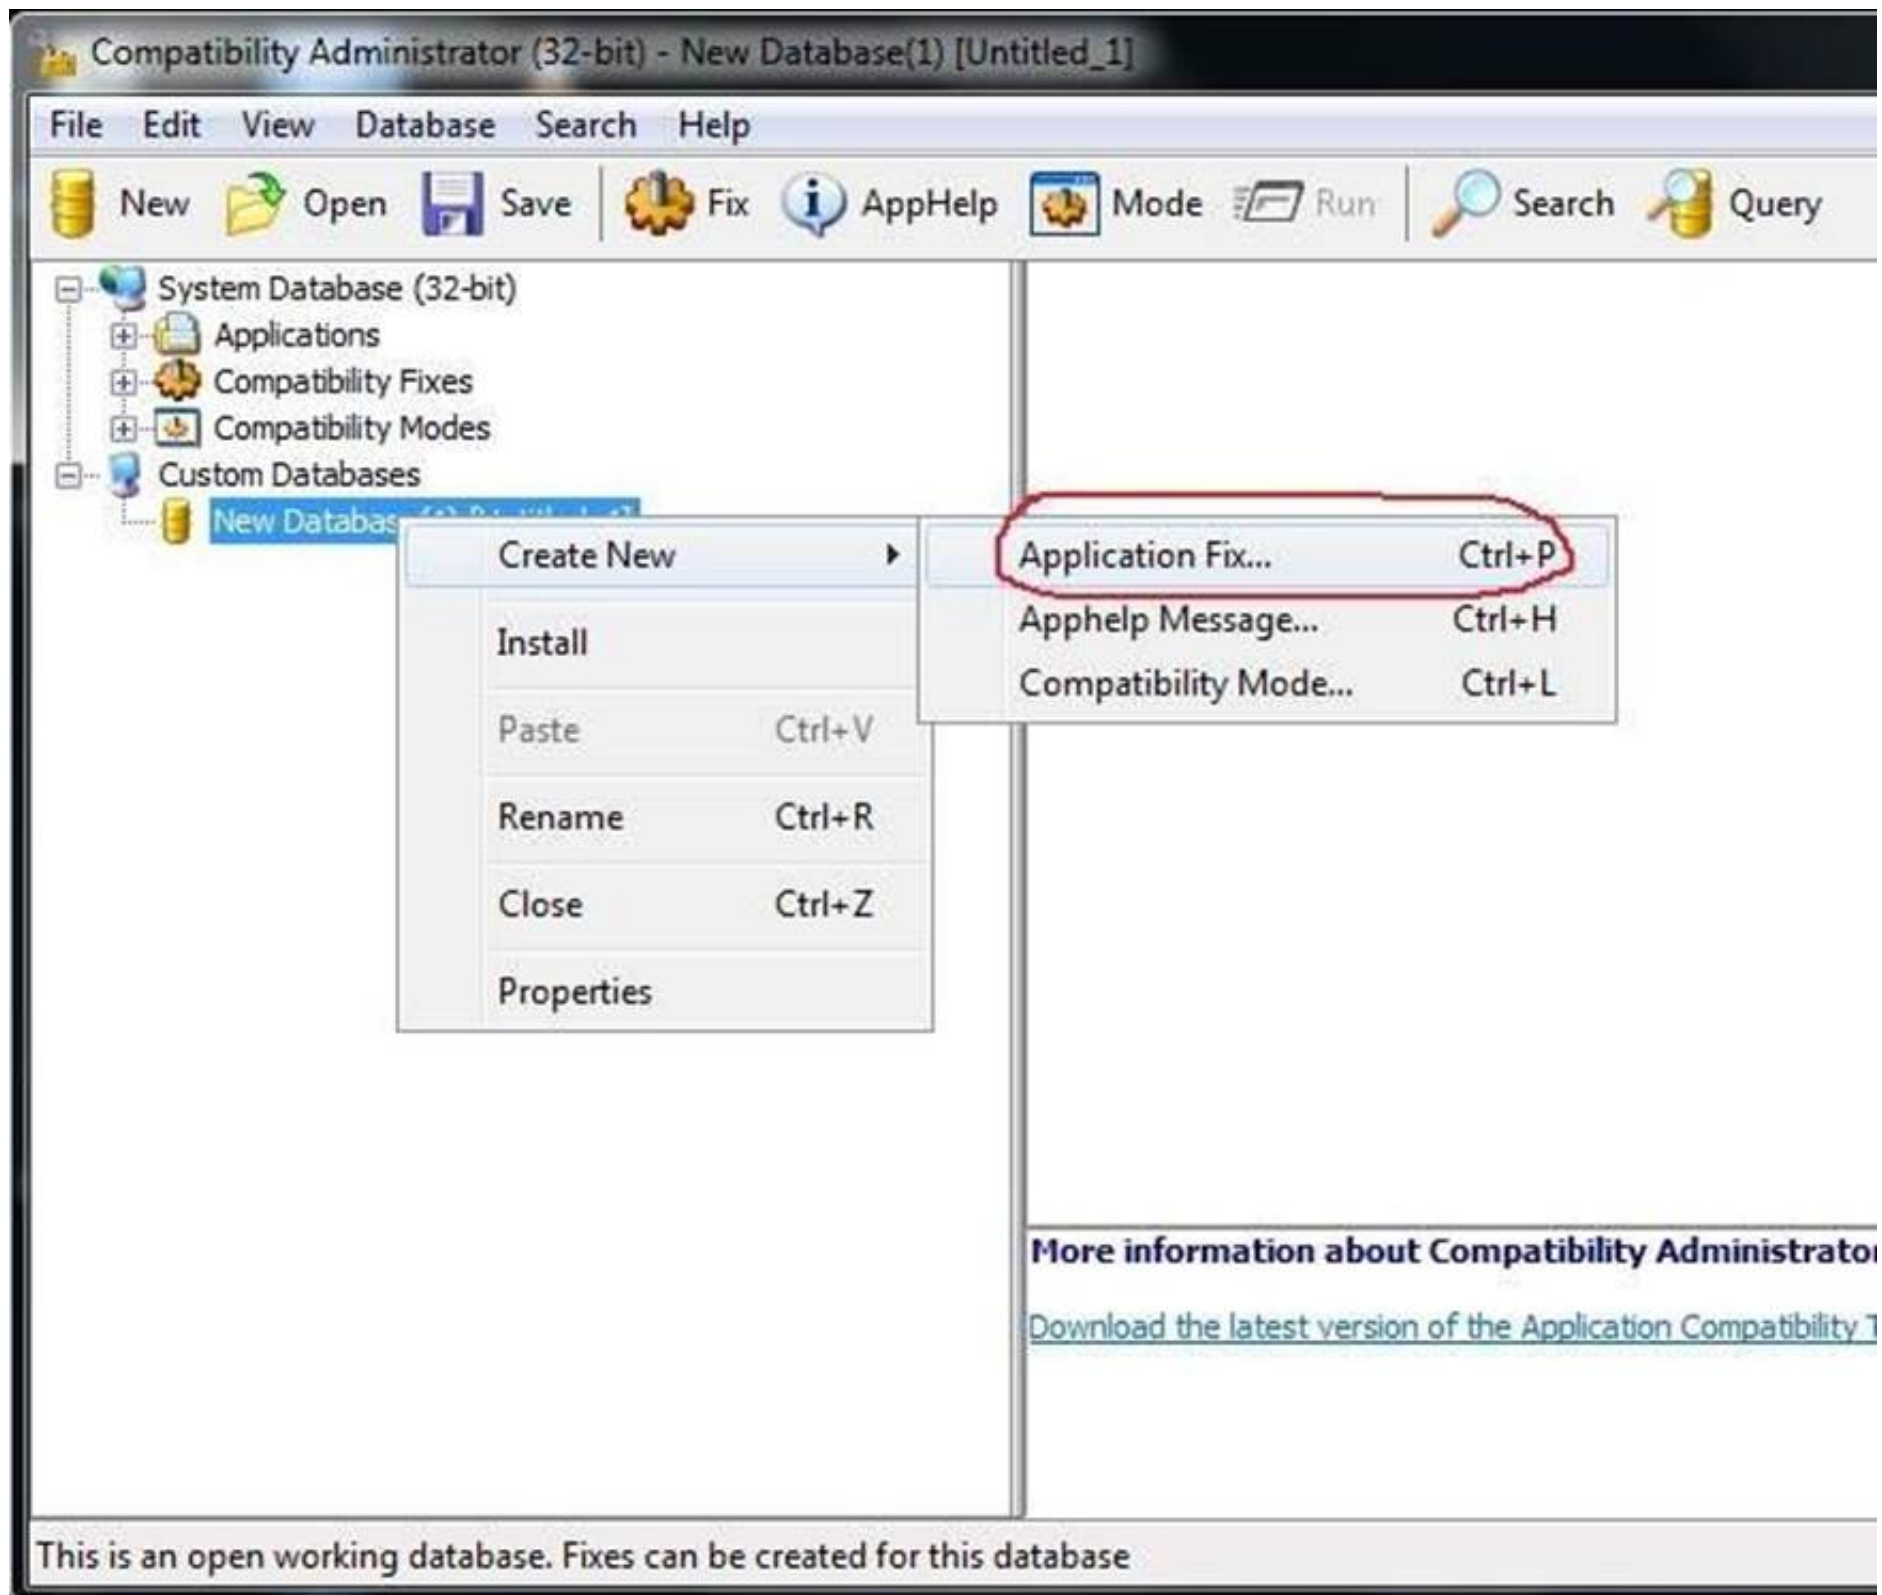 Compatibility Administrator (32-bit) - New Database(1) [Untitled_1]
File Edit View Database Search Help
New Open Save Fix AppHelp Mode Run Search Query
System Database (32-bit)
Applications
Compatibility Fixes
Compatibility Modes
Custom Databases
New Databas
Create New
Install
Paste Ctrl+V
Rename Ctrl+R
Close Ctrl+Z
Properties
Application Fix... Ctrl+P
Apphelp Message... Ctrl+H
Compatibility Mode... Ctrl+L
More information about Compatibility Administrator
Download the latest version of the Application Compatibility T
This is an open working database. Fixes can be created for this database